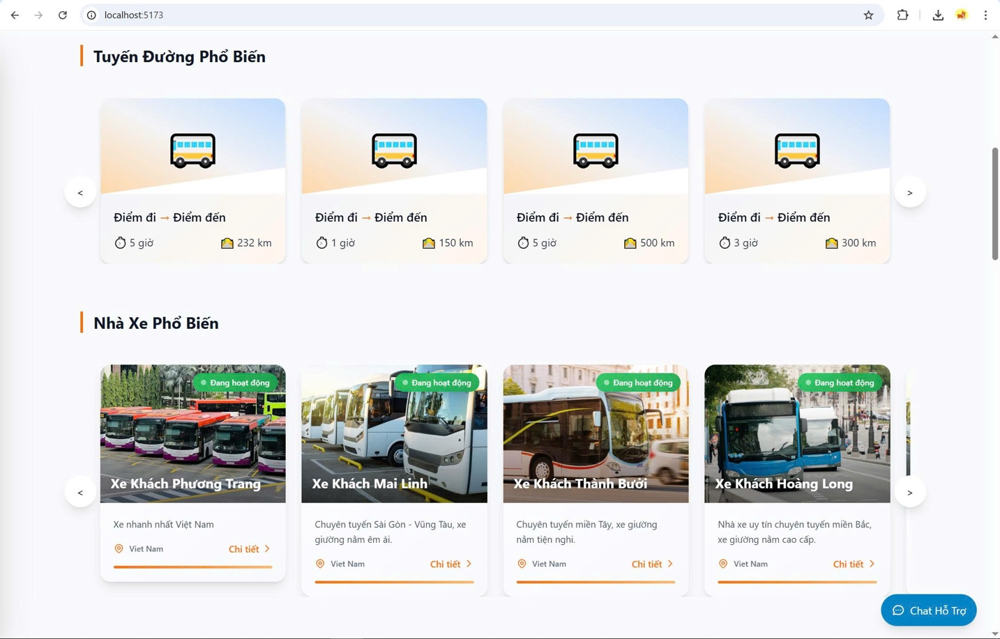 localhost:5173
Tuyến Đường Phổ Biến
Điểm đi → Điểm đến
5 giờ 232 km
Điểm đi → Điểm đến
1 giờ 150 km
Điểm đi → Điểm đến
5 giờ 500 km
Điểm đi → Điểm đến
3 giờ 300 km
<
>
Nhà Xe Phổ Biến
Đang hoạt động
Xe Khách Phương Trang
Xe nhanh nhất Việt Nam
Viet Nam Chi tiết >
Đang hoạt động
Xe Khách Mai Linh
Chuyên tuyến Sài Gòn - Vũng Tàu, xe
giường nằm êm ái.
Viet Nam Chi tiết >
Đang hoạt động
Xe Khách Thành Bưởi
Chuyên tuyến miền Tây, xe giường
nằm tiện nghi.
Viet Nam Chi tiết >
Đang hoạt động
Xe Khách Hoàng Long
Nhà xe uy tín chuyên tuyến miền Bắc,
xe giường nằm cao cấp.
Viet Nam Chi tiết >
<
>
Chat Hỗ Trợ